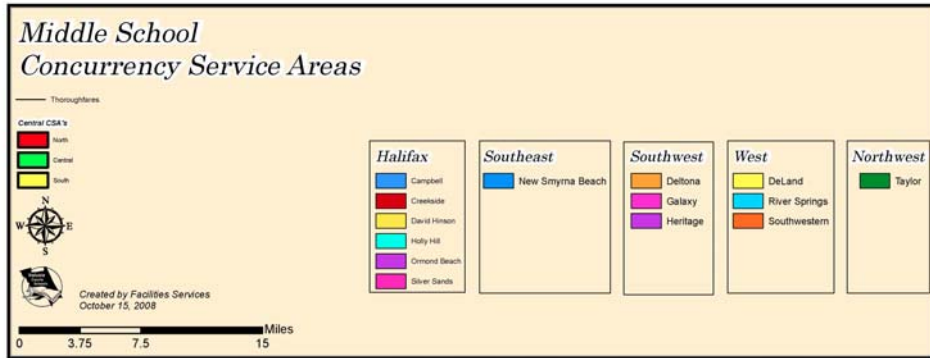 Middle School
Concurrency Service Areas
Thoroughfares
Central CSA's
North
Central
South
N
W E
S
Created by Facilities Services
October 15, 2008
Miles
0 3.75 7.5 15
Halifax
Campbell
Creekside
David Hinson
Holly Hill
Ormond Beach
Silver Sands
Southeast
New Smyrna Beach
Southwest
Deltona
Galaxy
Heritage
West
DeLand
River Springs
Southwestern
Northwest
Taylor